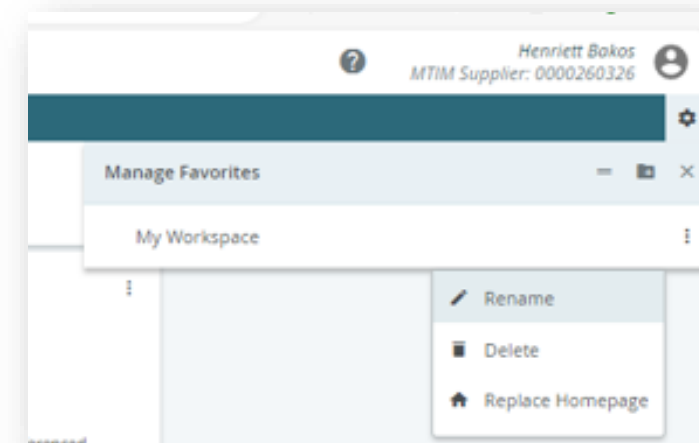 Henriett Bakos
MTIM Supplier: 0000260326
Manage Favorites
My Workspace
Rename
Delete
Replace Homepage